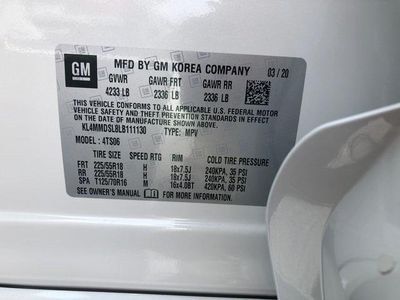 GM MFD BY GM KOREA COMPANY 03/20
GVWR GAWR FRT GAWR RR
4233 LB 2336 LB 2336 LB
THIS VEHICLE CONFORMS TO ALL APPLICABLE U.S. FEDERAL MOTOR
VEHICLE SAFETY, BUMPER, AND THEFT PREVENTION STANDARDS IN
EFFECT ON THE DATE OF MANUFACTURE SHOWN ABOVE.
KL4MMDSL8LB111130 TYPE : MPV
MODEL : 4TS06
TIRE SIZE SPEED RTG RIM COLD TIRE PRESSURE
FRT 225/55R18 H 18x7.5J 240KPA, 35 PSI
RR 225/55R18 H 18x7.5J 240KPA, 35 PSI
SPA T125/70R16 M 16x4.0BT 420KPA, 60 PSI
SEE OWNER'S MANUAL FOR MORE INFORMATION.